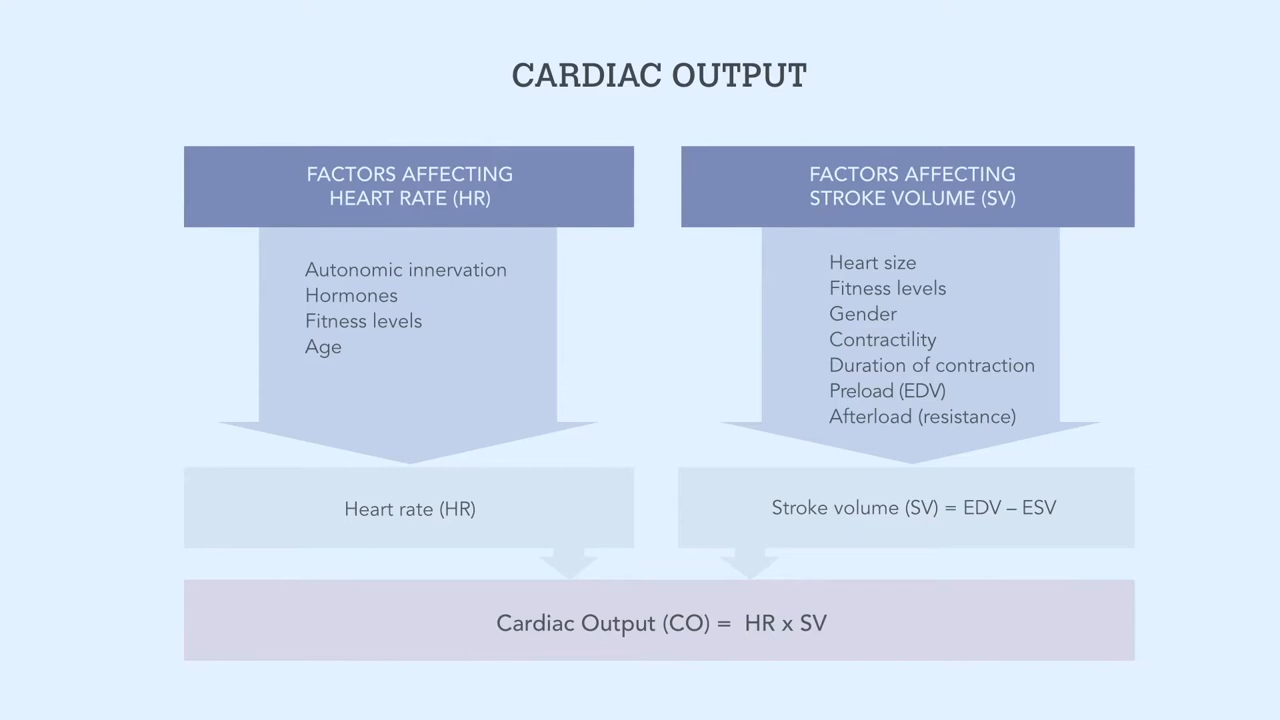 CARDIAC OUTPUT
FACTORS AFFECTING
HEART RATE (HR)
Autonomic innervation
Hormones
Fitness levels
Age
Heart rate (HR)
FACTORS AFFECTING
STROKE VOLUME (SV)
Heart size
Fitness levels
Gender
Contractility
Duration of contraction
Preload (EDV)
Afterload (resistance)
Stroke volume (SV) = EDV – ESV
Cardiac Output (CO) = HR x SV